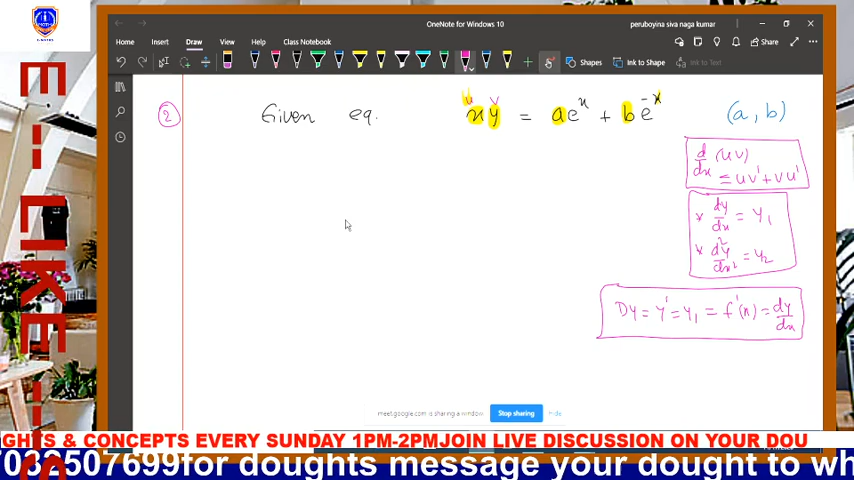 OneNote for Windows 10
peruboyina siva naga kumar
Home Insert Draw View Help Class Notebook
Share
Shapes Ink to Shape Ink to Text
u v
2 Given eq. xy = ae^x + be^-x (a, b)
d/dx (uv)
= uv' + vu'
* dy/dx = y1
* d²y/dx² = y2
Dy = y' = y1 = f'(x) = dy/dx
meet.google.com is sharing a window. Stop sharing Hide
E -- LIKE --
GHTS & CONCEPTS EVERY SUNDAY 1PM-2PMJOIN LIVE DISCUSSION ON YOUR DOU
7032507699for doughts message your dought to wh